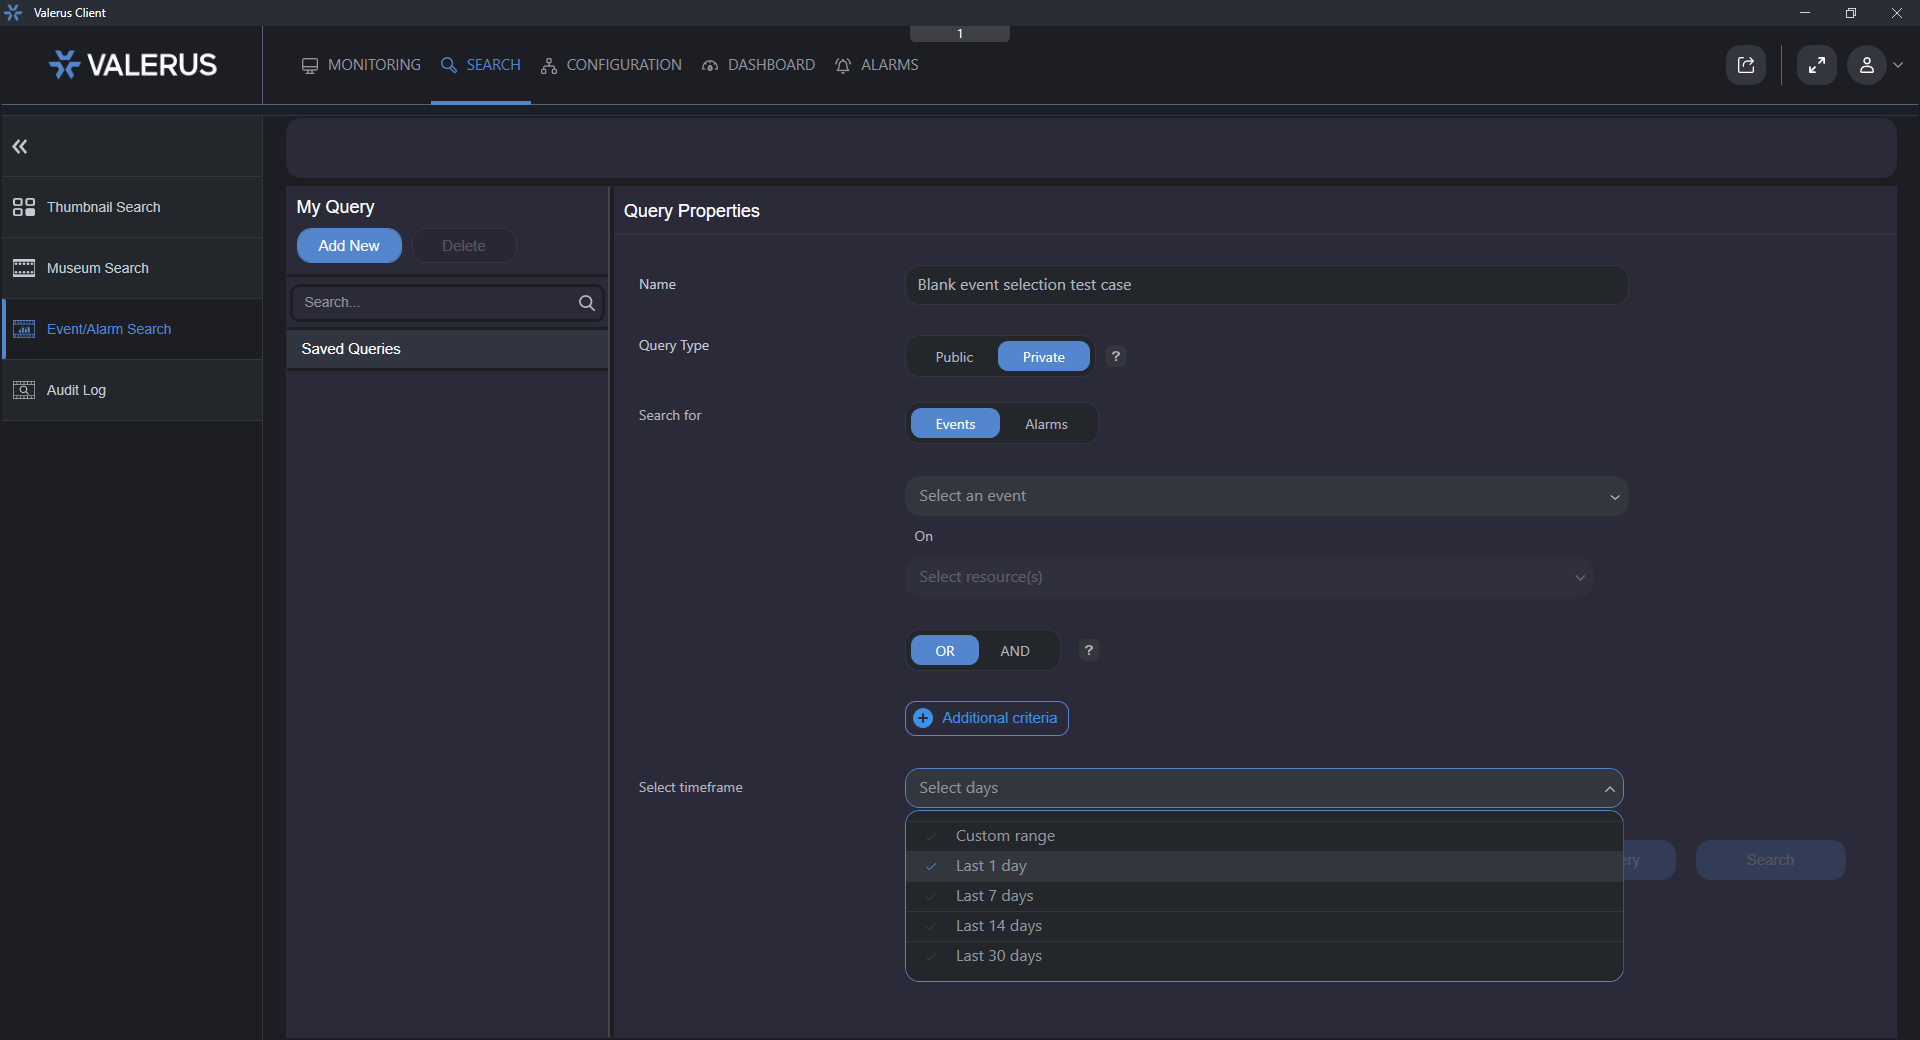 Valerus Client
1
VALERUS
MONITORING
SEARCH
CONFIGURATION
DASHBOARD
ALARMS
Thumbnail Search
Museum Search
Event/Alarm Search
Audit Log
My Query
Add New
Delete
Search...
Saved Queries
Query Properties
Name
Blank event selection test case
Query Type
Public
Private
?
Search for
Events
Alarms
Select an event
On
Select resource(s)
OR
AND
?
Additional criteria
Select timeframe
Select days
Custom range
Last 1 day
Last 7 days
Last 14 days
Last 30 days
Search